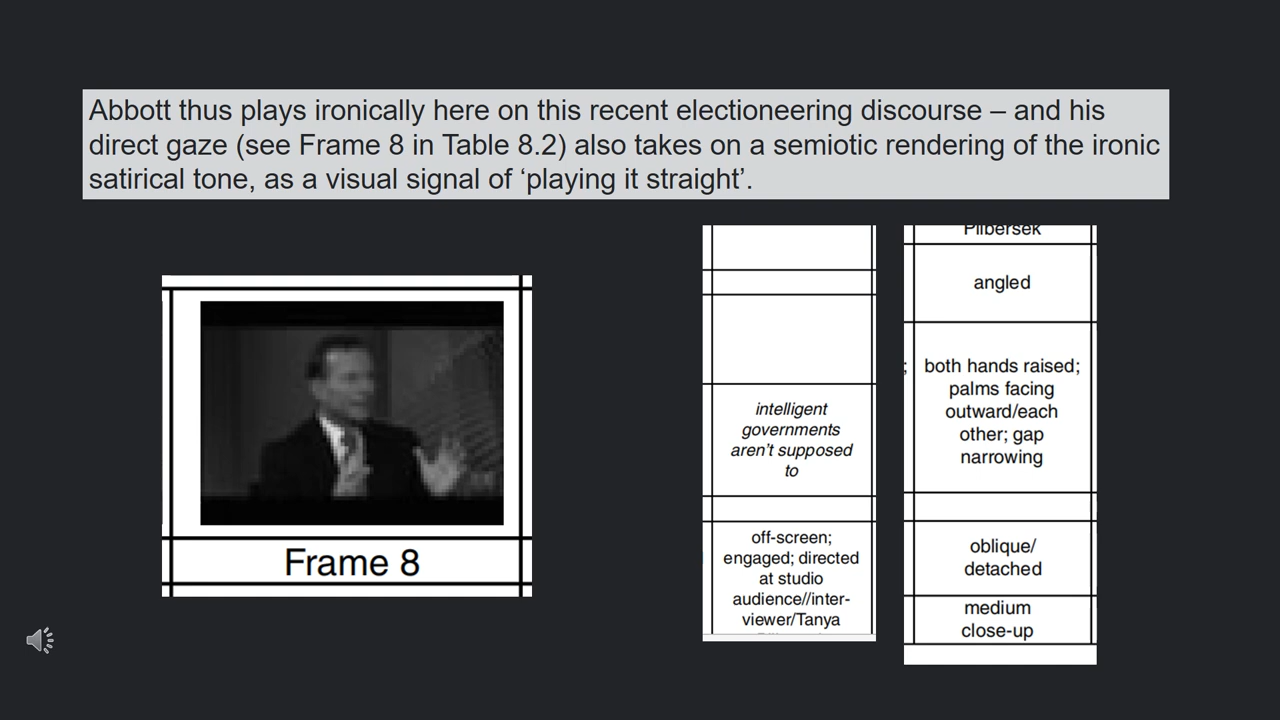 Abbott thus plays ironically here on this recent electioneering discourse – and his
direct gaze (see Frame 8 in Table 8.2) also takes on a semiotic rendering of the ironic
satirical tone, as a visual signal of ‘playing it straight’.
Frame 8
intelligent
governments
aren’t supposed
to
off-screen;
engaged; directed
at studio
audience//inter-
viewer/Tanya
Plibersek
angled
;
both hands raised;
palms facing
outward/each
other; gap
narrowing
oblique/
detached
medium
close-up